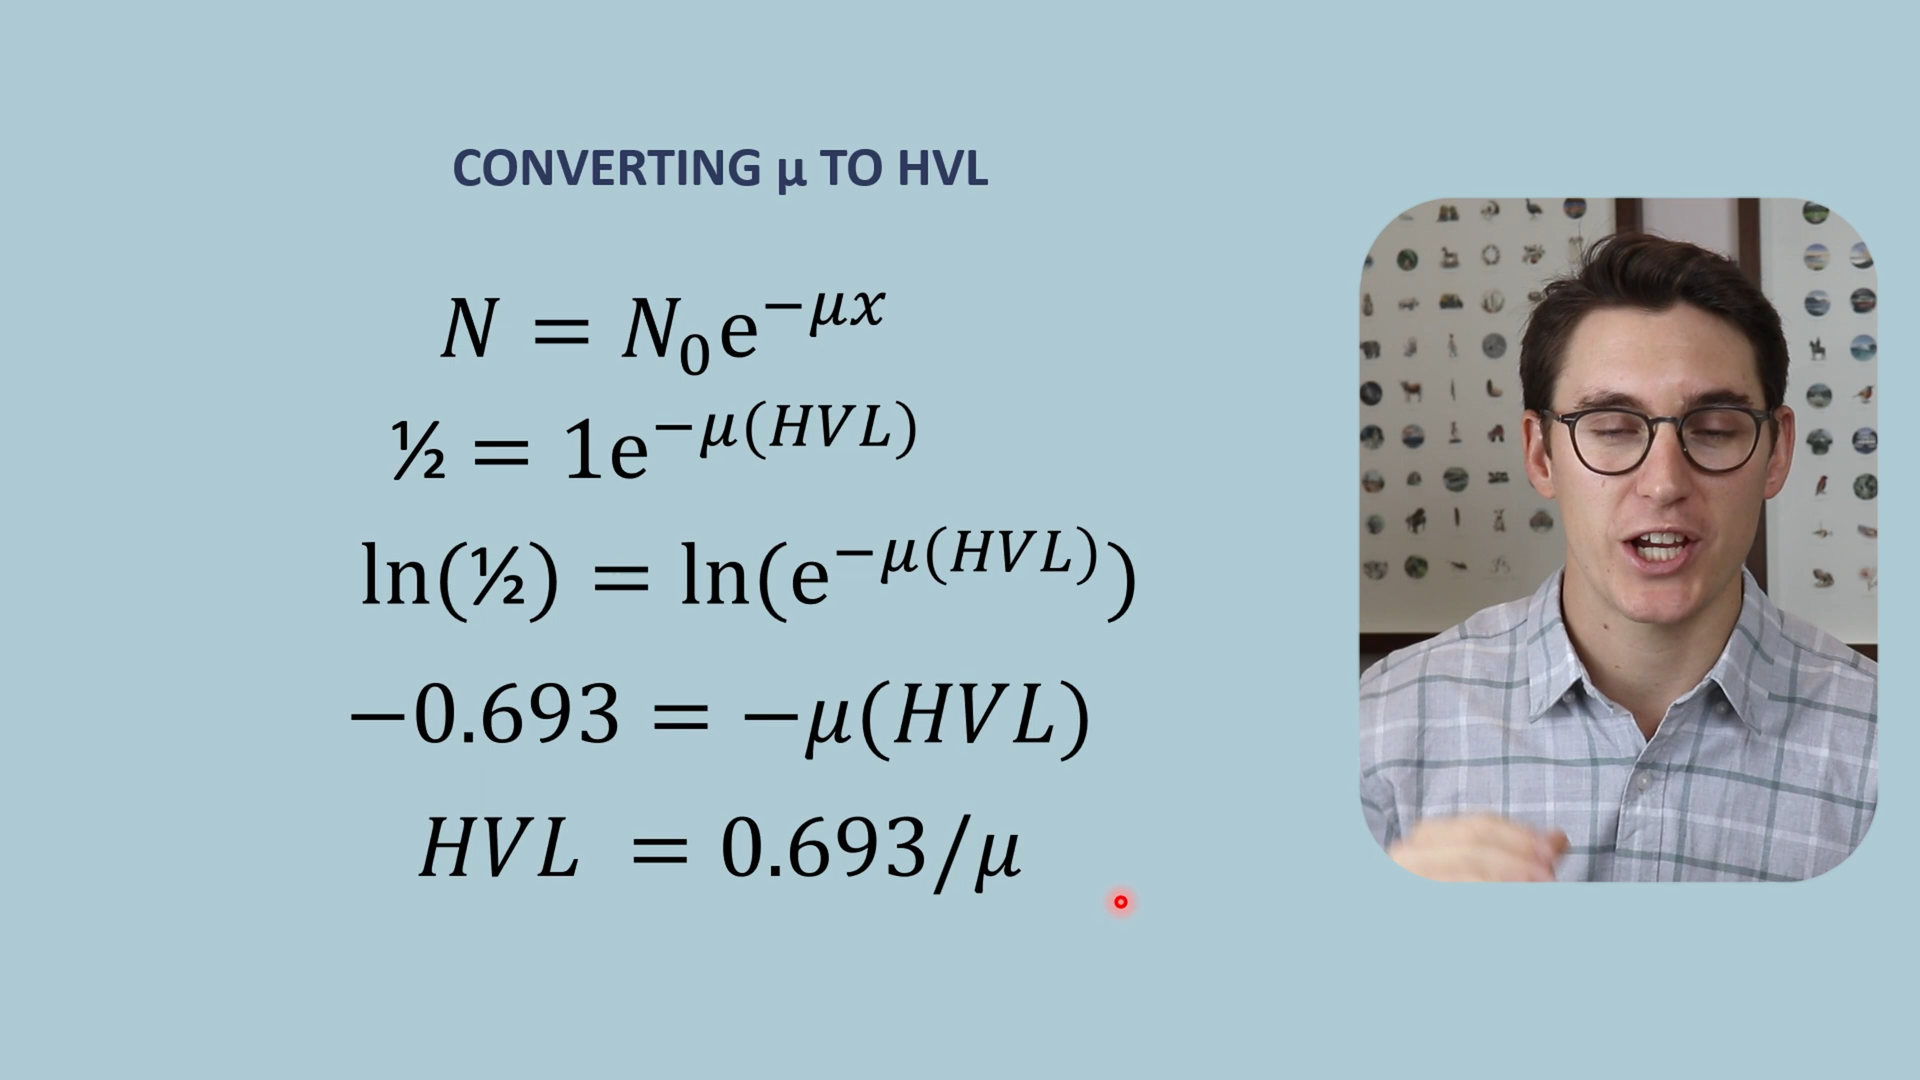 CONVERTING μ TO HVL
N = N₀e^−μx
½ = 1e^−μ(HVL)
ln(½) = ln(e^−μ(HVL))
−0.693 = −μ(HVL)
HVL = 0.693/μ